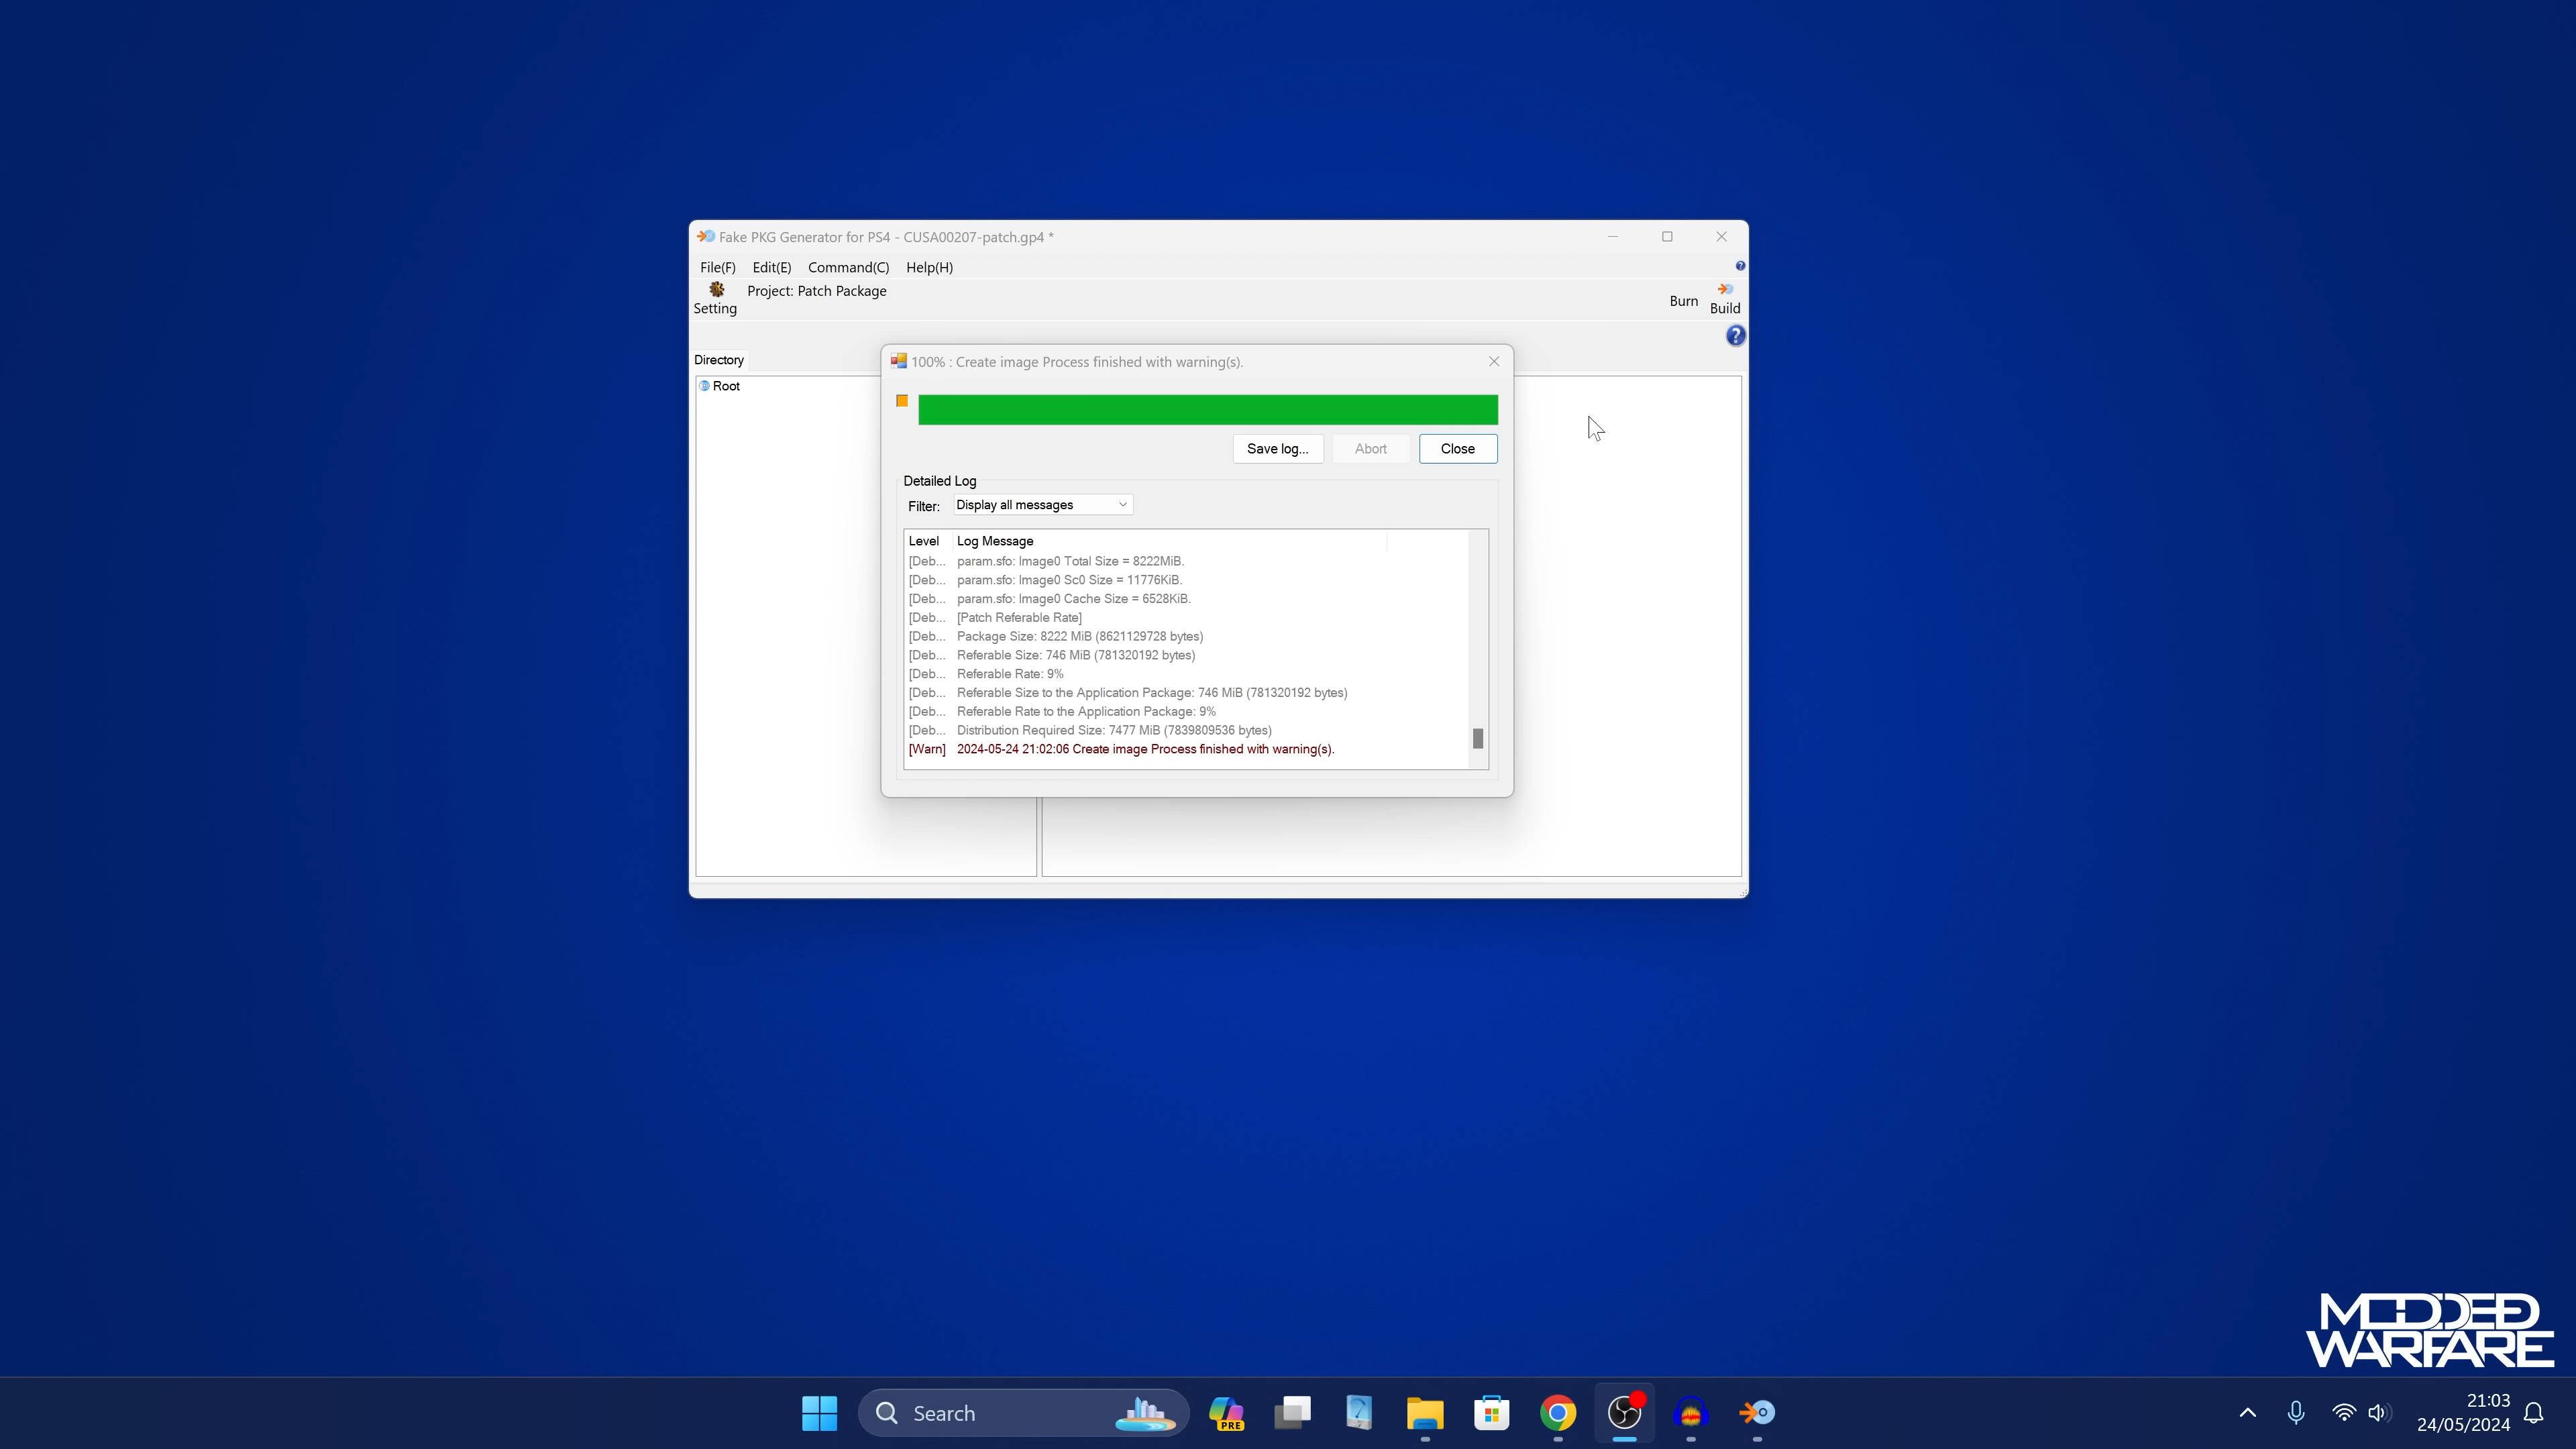 Fake PKG Generator for PS4 - CUSA00207-patch.gp4 *
File(F) Edit(E) Command(C) Help(H)
Setting
Project: Patch Package
Burn
Build
Directory
Root
100% : Create image Process finished with warning(s).
Save log... Abort Close
Detailed Log
Filter: Display all messages
Level Log Message
[Deb... param.sfo: Image0 Total Size = 8222MiB.
[Deb... param.sfo: Image0 Sc0 Size = 11776KiB.
[Deb... param.sfo: Image0 Cache Size = 6528KiB.
[Deb... [Patch Referable Rate]
[Deb... Package Size: 8222 MiB (8621129728 bytes)
[Deb... Referable Size: 746 MiB (781320192 bytes)
[Deb... Referable Rate: 9%
[Deb... Referable Size to the Application Package: 746 MiB (781320192 bytes)
[Deb... Referable Rate to the Application Package: 9%
[Deb... Distribution Required Size: 7477 MiB (7839809536 bytes)
[Warn] 2024-05-24 21:02:06 Create image Process finished with warning(s).
MODDED
WARFARE
Search
PRE
21:03
24/05/2024